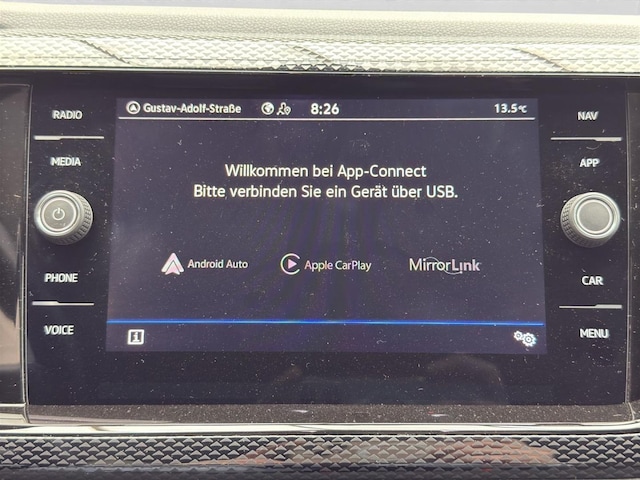 RADIO
MEDIA
PHONE
VOICE
Gustav-Adolf-Straße 8:26 13.5°C
Willkommen bei App-Connect
Bitte verbinden Sie ein Gerät über USB.
Android Auto Apple CarPlay MirrorLink
i
NAV
APP
CAR
MENU